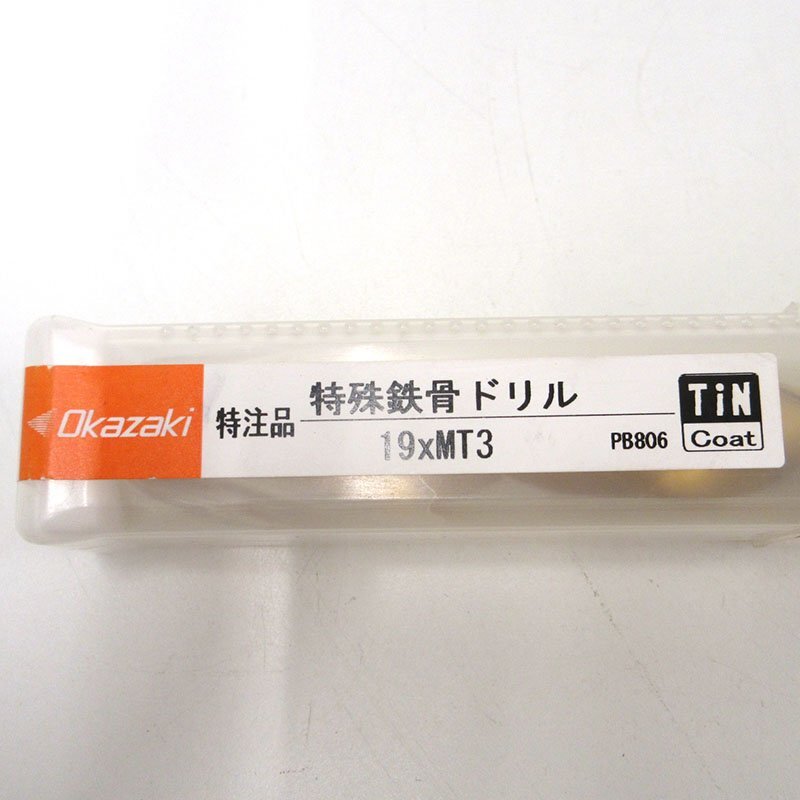 Okazaki
特注品
特殊鉄骨ドリル
19xMT3
PB806
TiN
Coat